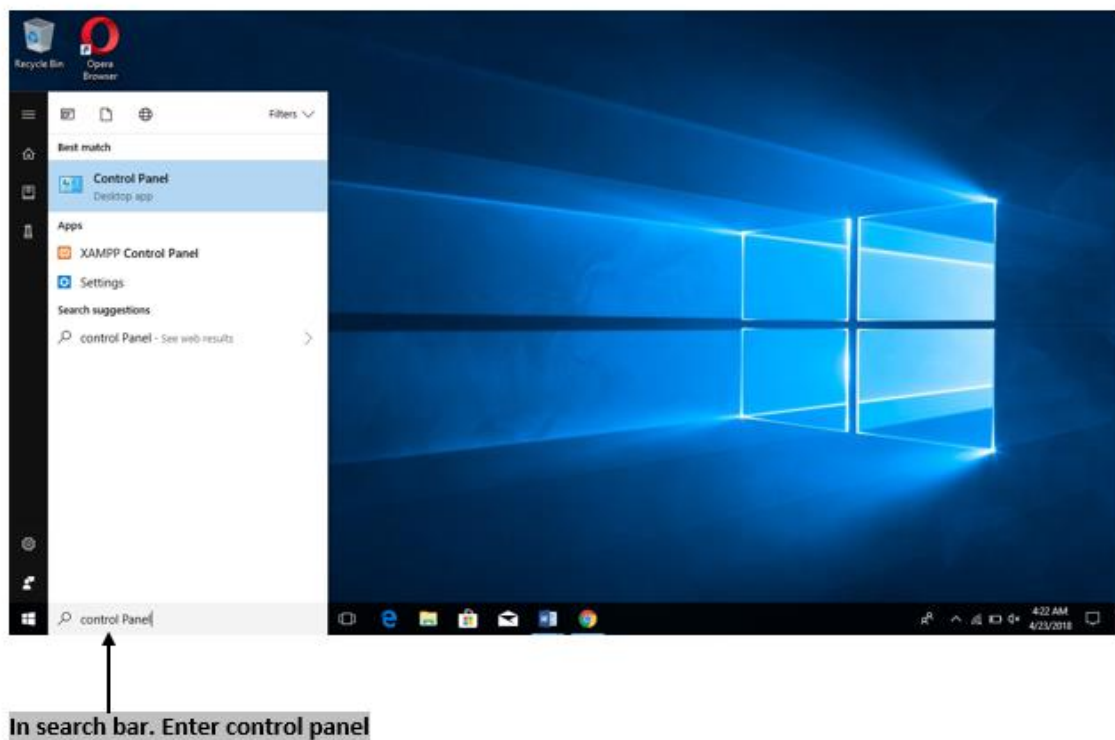 Recycle Bin
Opera
Browser
Filters
Best match
Control Panel
Desktop app
Apps
XAMPP Control Panel
Settings
Search suggestions
control Panel - See web results
control Panel
4:22 AM
4/23/2018
In search bar. Enter control panel